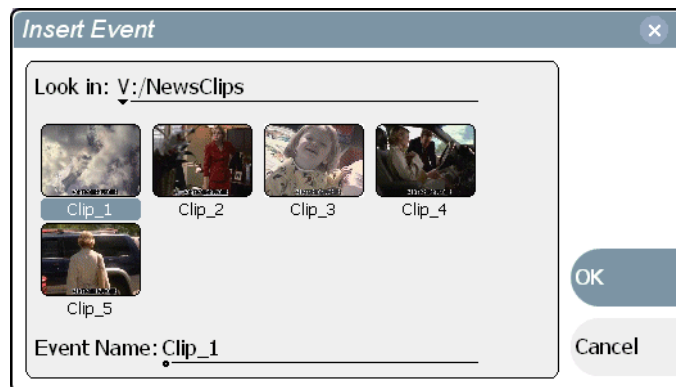 Insert Event
Look in: V:/NewsClips
Clip_1 Clip_2 Clip_3 Clip_4
Clip_5
OK
Event Name: Clip_1
Cancel